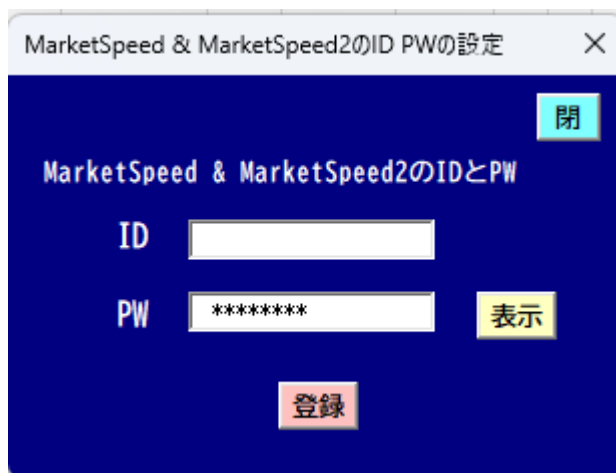 MarketSpeed & MarketSpeed2のID PWの設定
閉
MarketSpeed & MarketSpeed2のIDとPW
ID
PW ******** 表示
登録